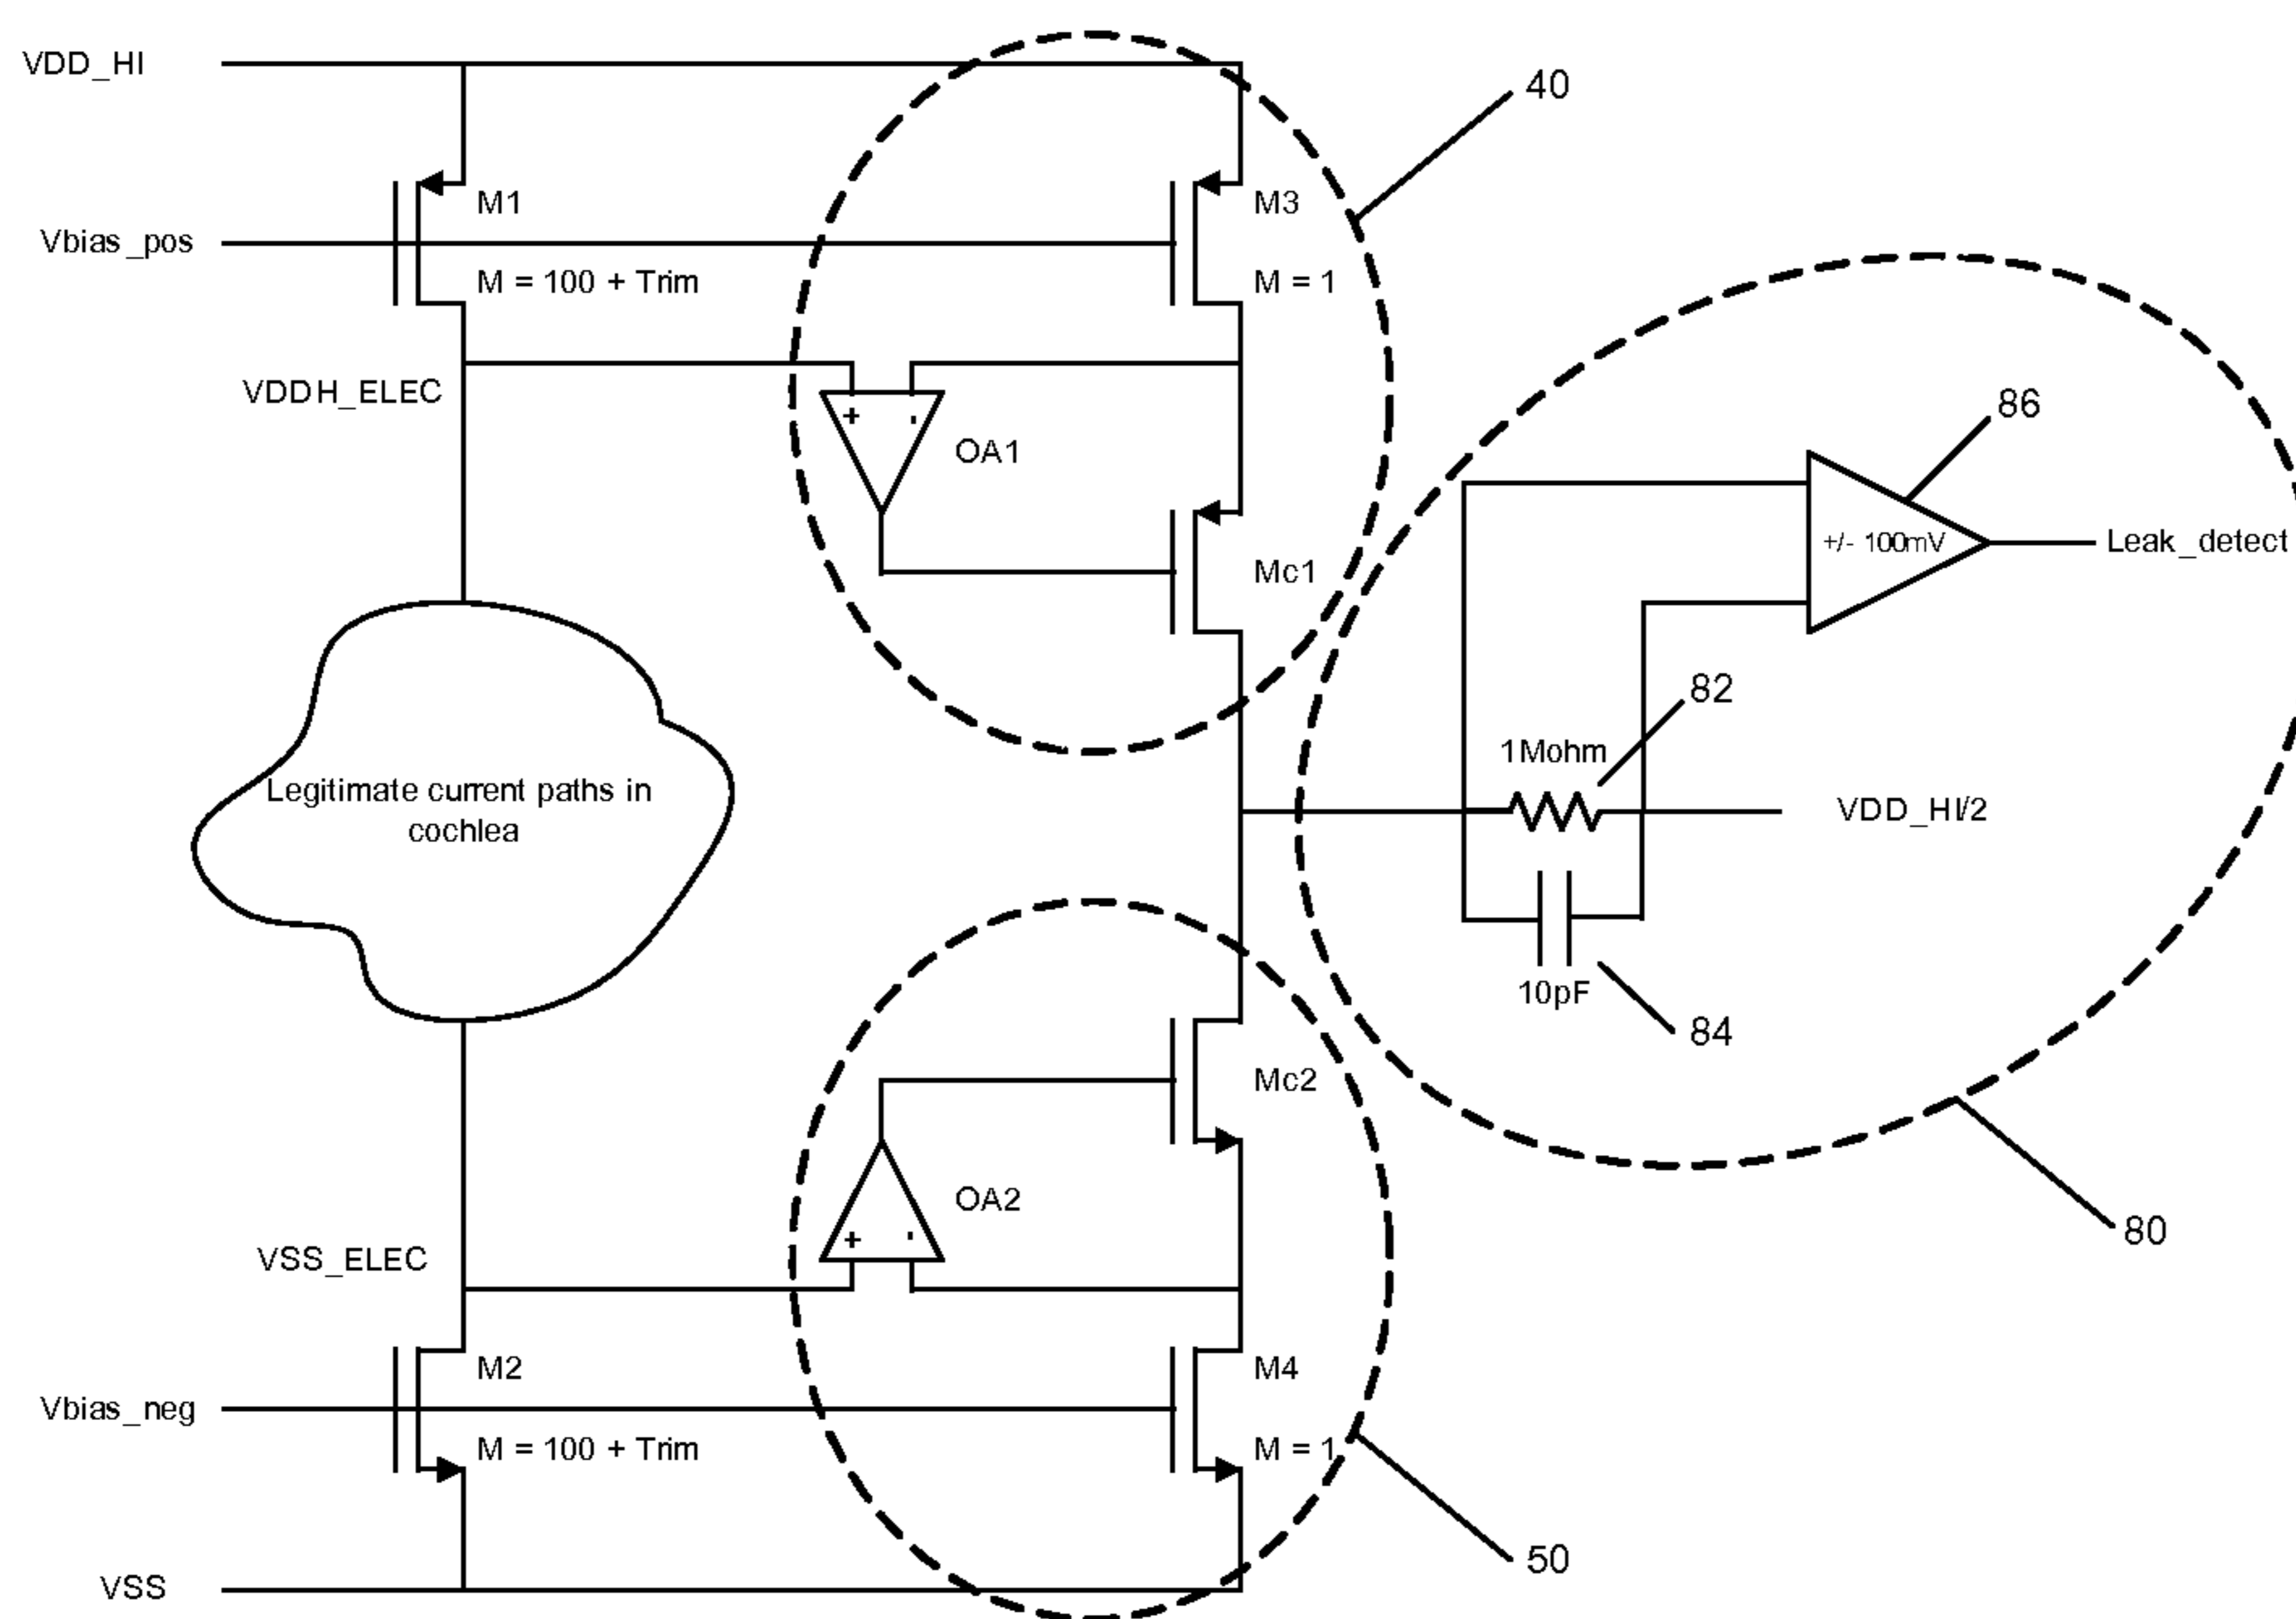 VDD_HI
40
M1
M3
Vbias_pos
M = 100 + Trim
M = 1
VDDH_ELEC
86
+
-
OA1
+/- 100mV
Leak_detect
Mc1
82
1Mohm
Legitimate current paths in
cochlea
VDD_HI/2
10pF
84
Mc2
OA2
+
-
80
VSS_ELEC
M2
M4
Vbias_neg
M = 100 + Trim
M = 1
50
VSS